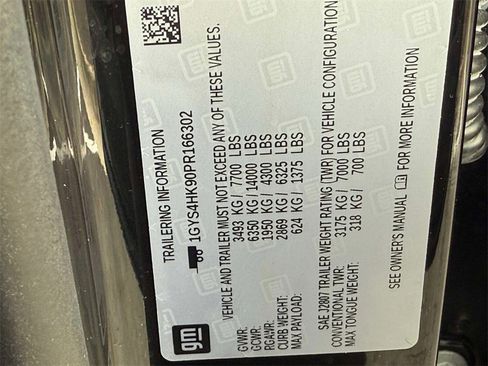 TRAILERING INFORMATION
1GYS4HK90PR166302
VEHICLE AND TRAILER MUST NOT EXCEED ANY OF THESE VALUES.
GVWR: 3493 KG / 7700 LBS
GCWR: 6350 KG / 14000 LBS
RGAWR: 1950 KG / 4300 LBS
CURB WEIGHT: 2869 KG / 6325 LBS
MAX PAYLOAD: 624 KG / 1375 LBS
SAE J2807 TRAILER WEIGHT RATING (TWR) FOR VEHICLE CONFIGURATION
CONVENTIONAL TWR: 3175 KG / 7000 LBS
MAX TONGUE WEIGHT: 318 KG / 700 LBS
SEE OWNER'S MANUAL FOR MORE INFORMATION
gm